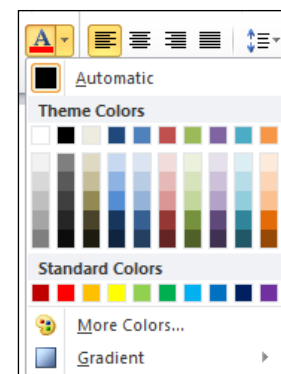 A
Automatic
Theme Colors
Standard Colors
More Colors...
Gradient